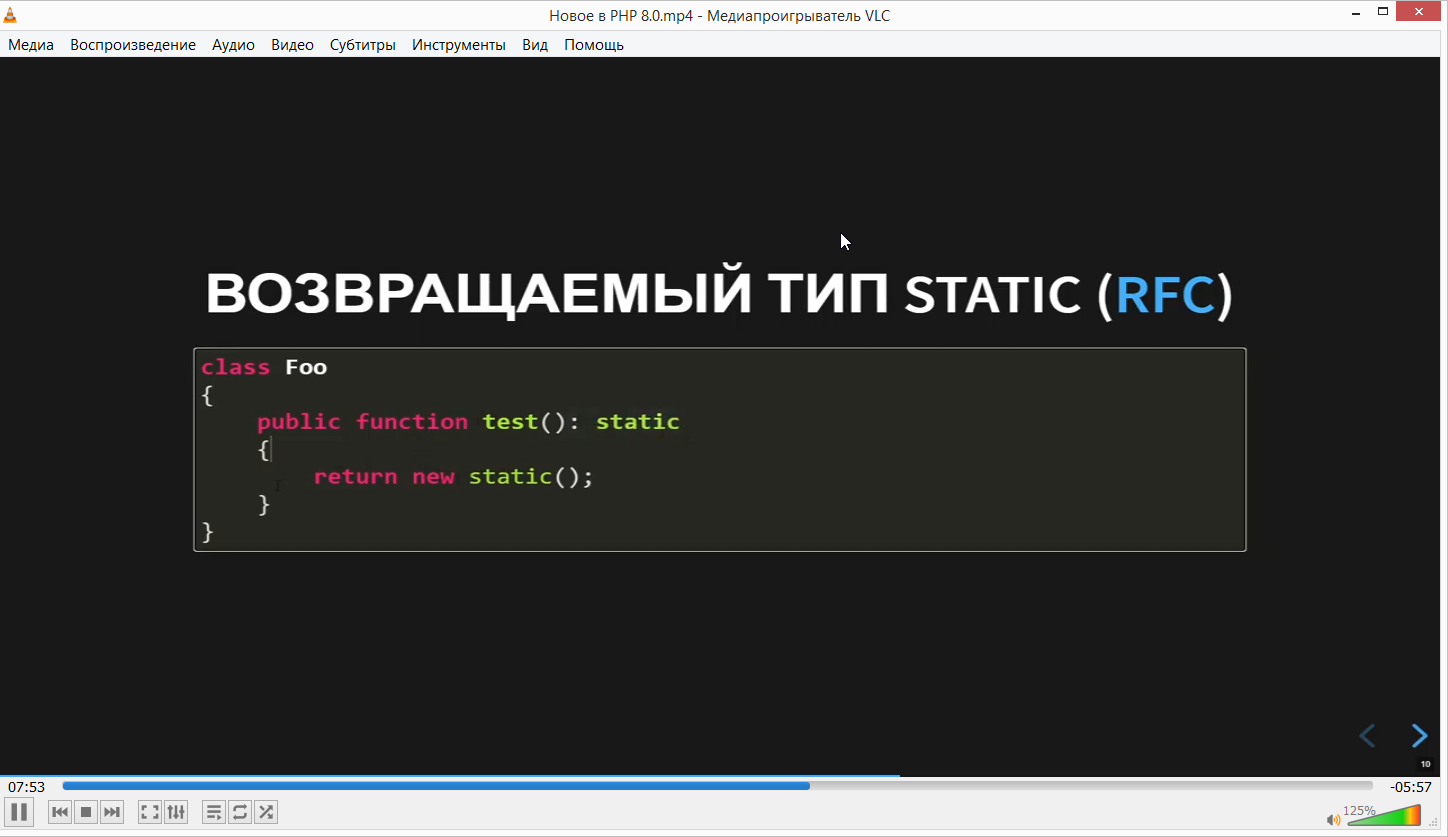 Новое в PHP 8.0.mp4 - Медиапроигрыватель VLC
Медиа Воспроизведение Аудио Видео Субтитры Инструменты Вид Помощь
ВОЗВРАЩАЕМЫЙ ТИП STATIC (RFC)
class Foo
{
    public function test(): static
    {
        return new static();
    }
}
10
07:53 -05:57
125%